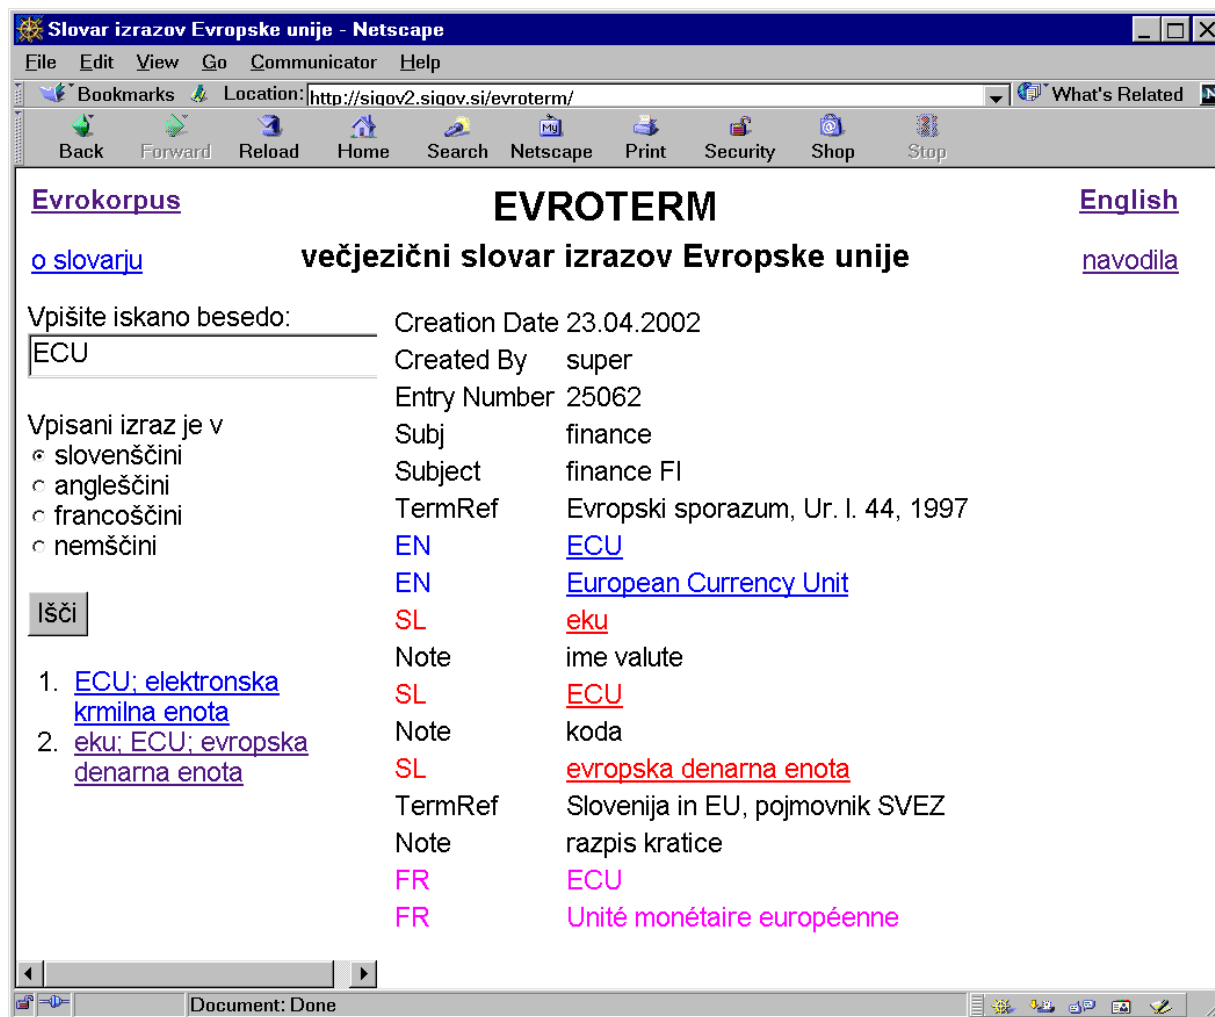 Slovar izrazov Evropske unije - Netscape
File Edit View Go Communicator Help
Bookmarks Location: http://sigov2.sigov.si/evroterm/ What's Related N
Back Forward Reload Home Search Netscape Print Security Shop Stop
My
Evrokorpus EVROTERM English
o slovarju večjezični slovar izrazov Evropske unije navodila
Vpišite iskano besedo:
ECU
Vpisani izraz je v
slovenščini
angleščini
francoščini
nemščini
Išči
1. ECU; elektronska
krmilna enota
2. eku; ECU; evropska
denarna enota
Creation Date 23.04.2002
Created By super
Entry Number 25062
Subj finance
Subject finance FI
TermRef Evropski sporazum, Ur. l. 44, 1997
EN ECU
EN European Currency Unit
SL eku
Note ime valute
SL ECU
Note koda
SL evropska denarna enota
TermRef Slovenija in EU, pojmovnik SVEZ
Note razpis kratice
FR ECU
FR Unité monétaire européenne
Document: Done